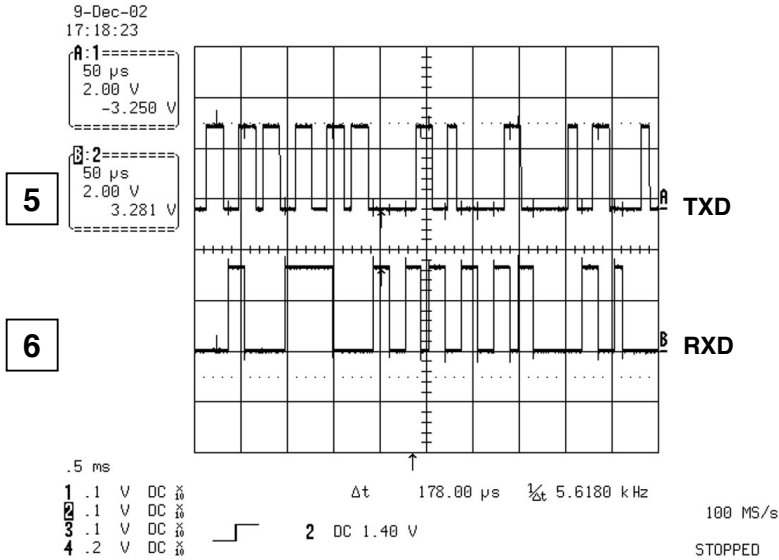 9-Dec-02
17:18:23
A:1
50 µs
2.00 V
-3.250 V
B:2
50 µs
2.00 V
3.281 V
5
A
TXD
6
B
RXD
.5 ms
1 .1 V DC X10
2 .1 V DC X10
3 .1 V DC X10
4 .2 V DC X10
Δt 178.00 µs 1/Δt 5.6180 kHz
2 DC 1.40 V
100 MS/s
STOPPED